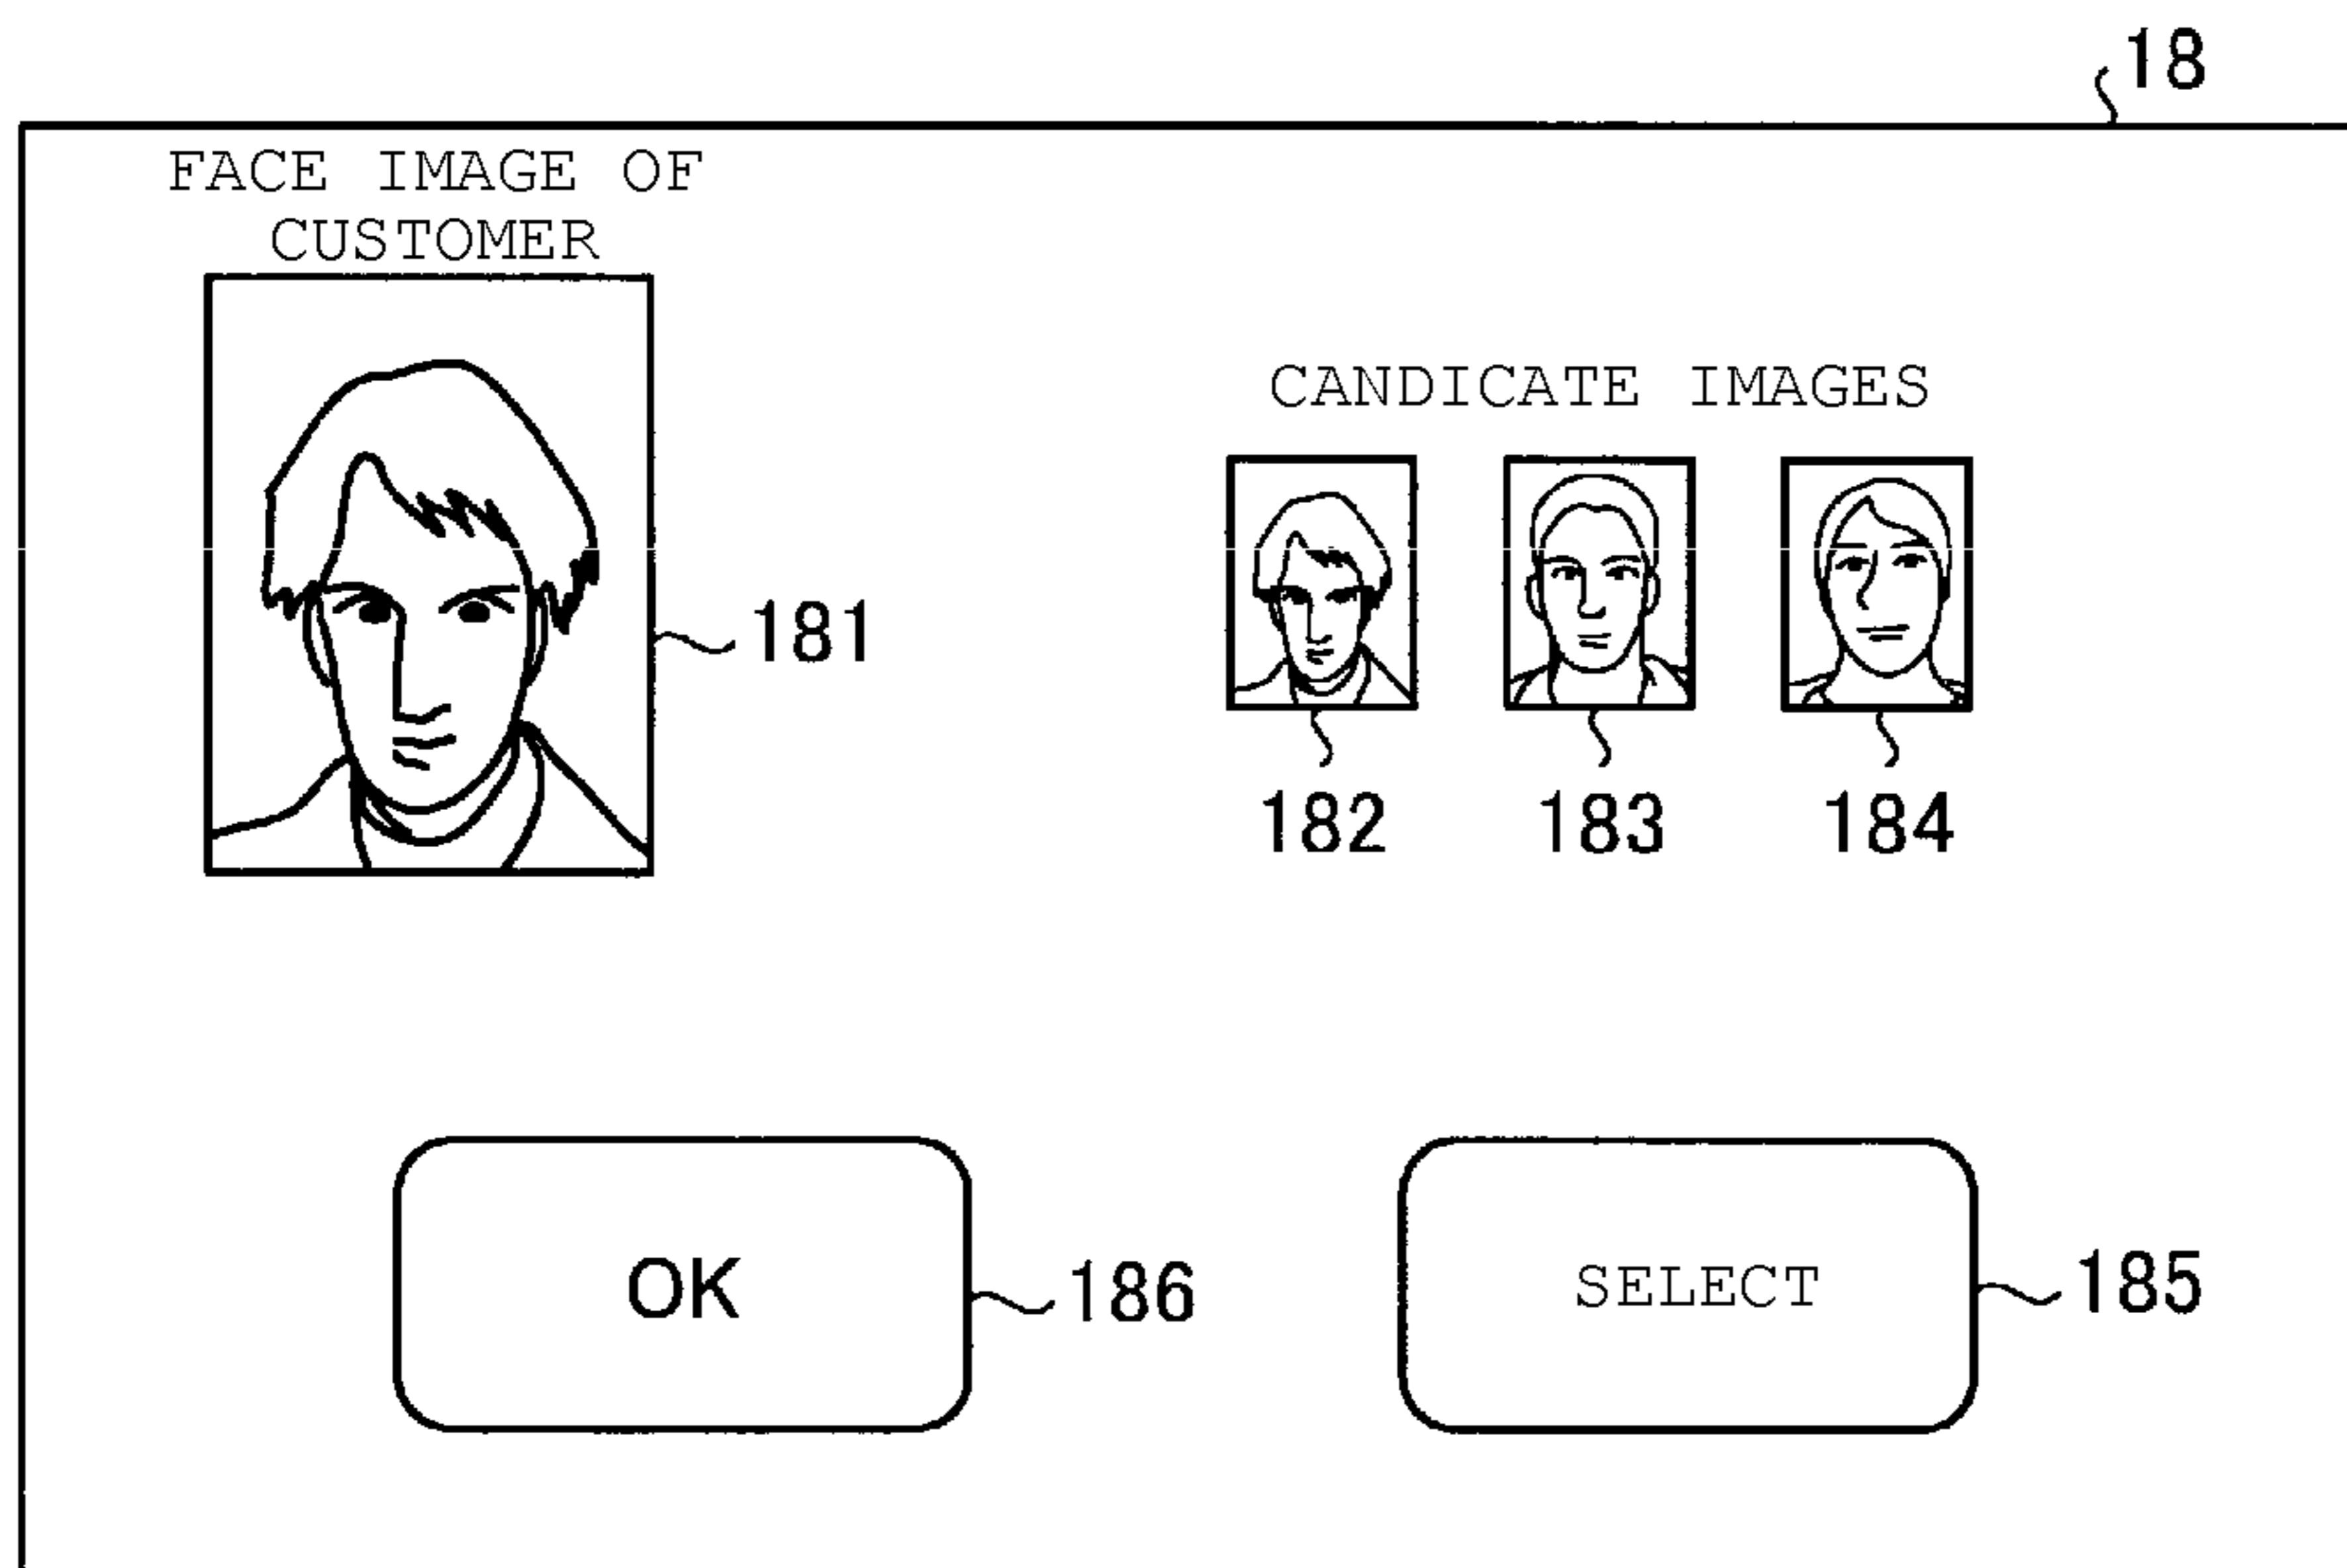 18
FACE IMAGE OF
CUSTOMER
181
CANDICATE IMAGES
182 183 184
OK
186
SELECT
185